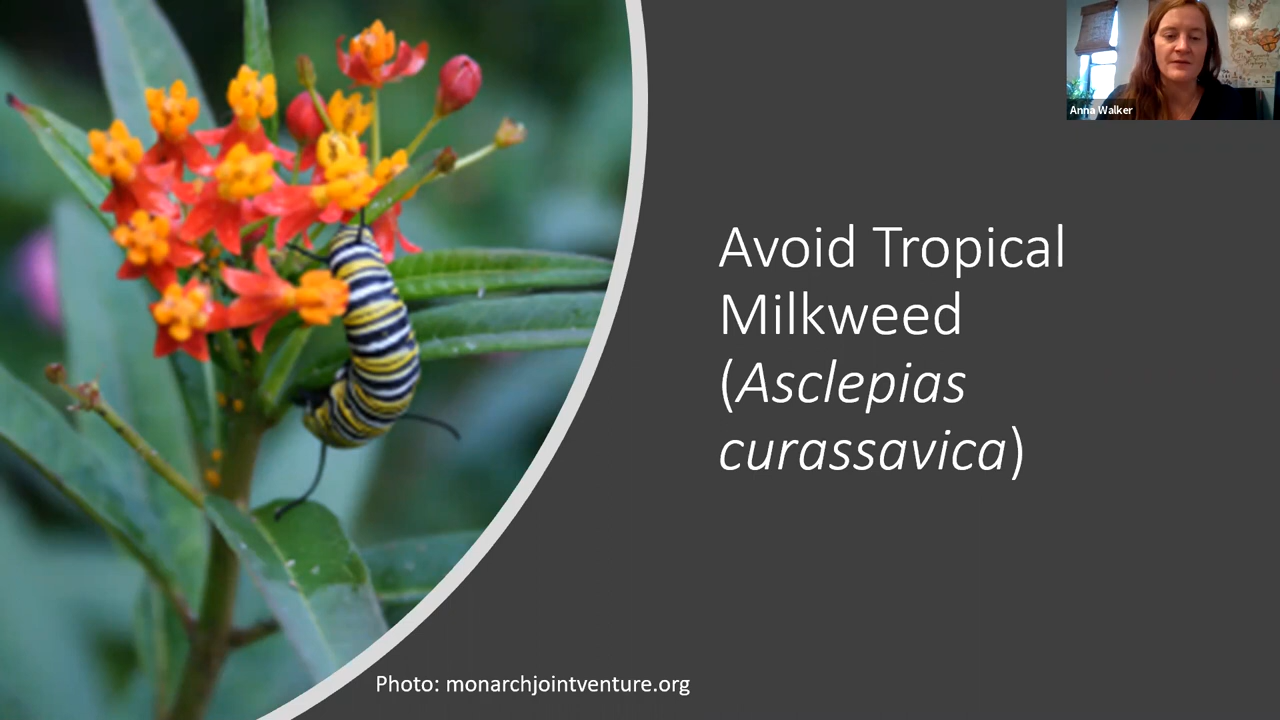 Anna Walker
Avoid Tropical
Milkweed
(Asclepias
curassavica)
Photo: monarchjointventure.org